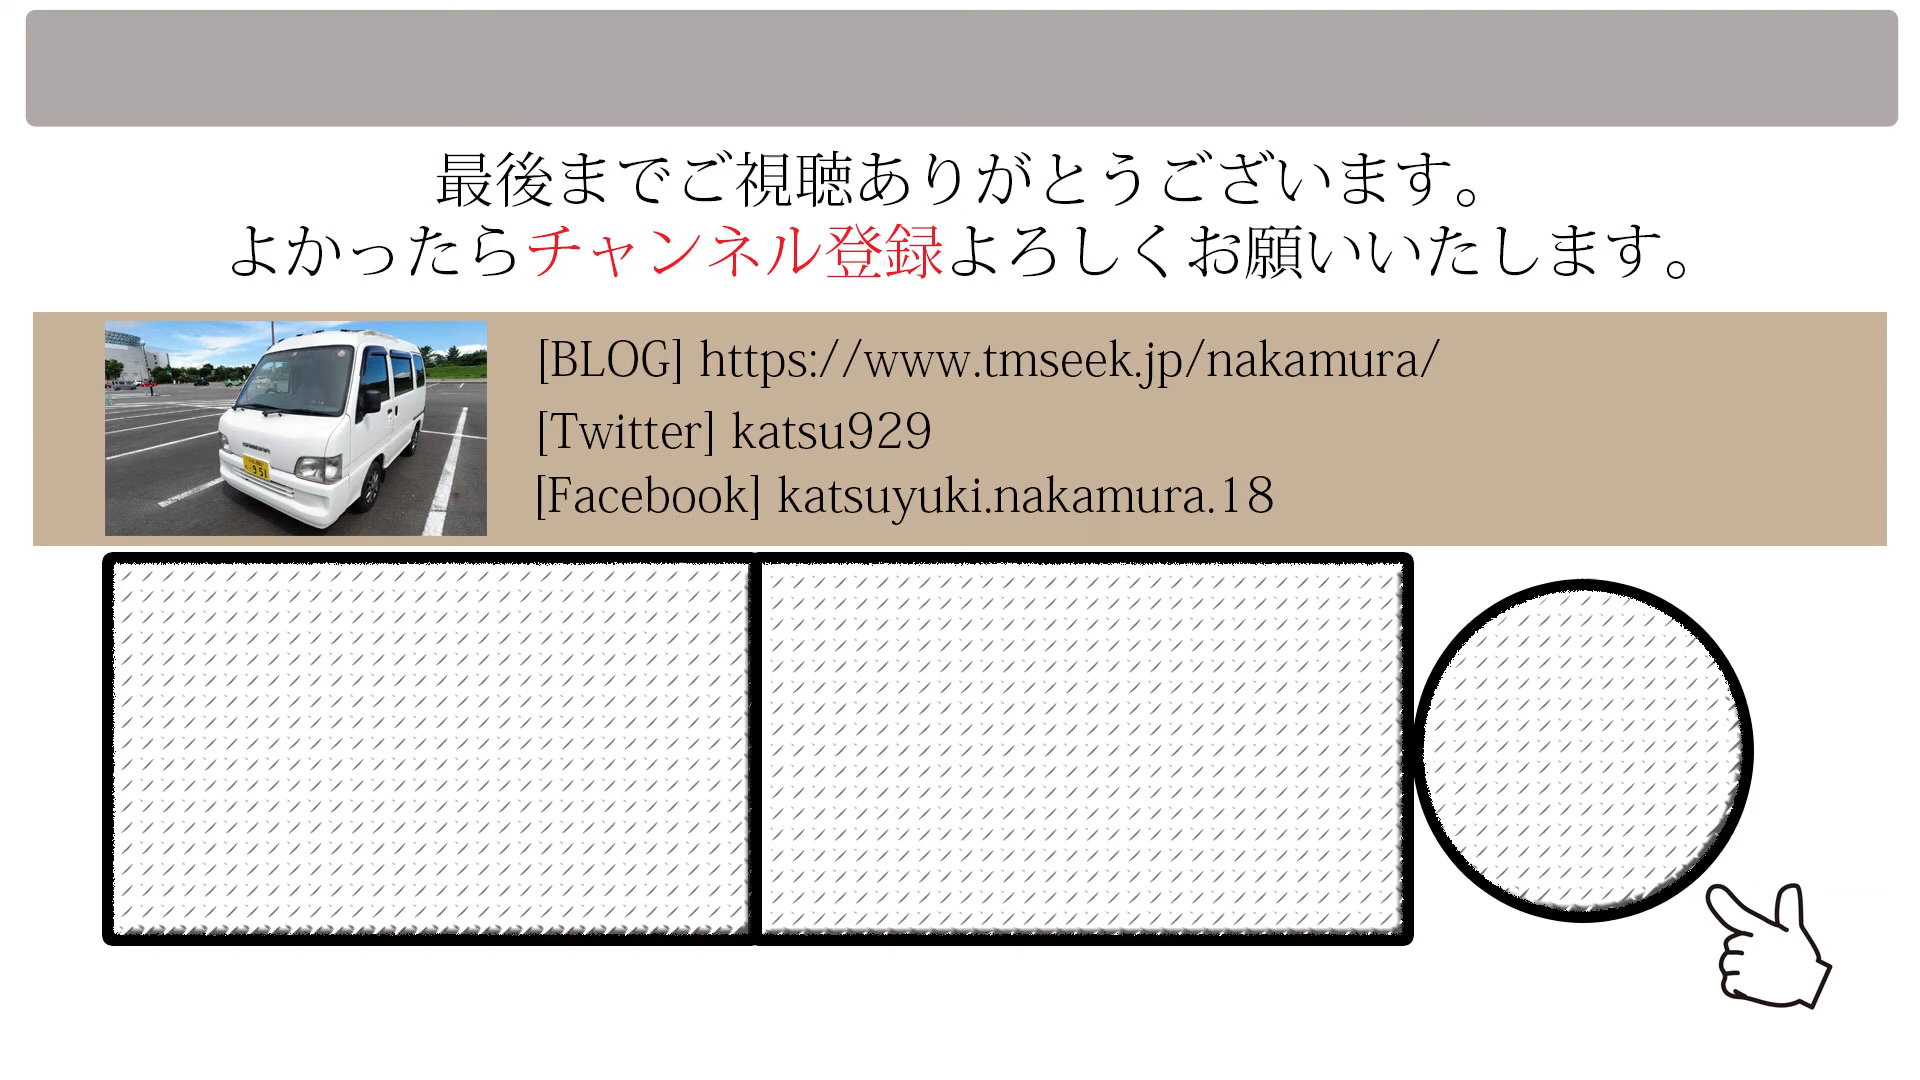 最後までご視聴ありがとうございます。
よかったらチャンネル登録よろしくお願いいたします。
[BLOG] https://www.tmseek.jp/nakamura/
[Twitter] katsu929
[Facebook] katsuyuki.nakamura.18
951